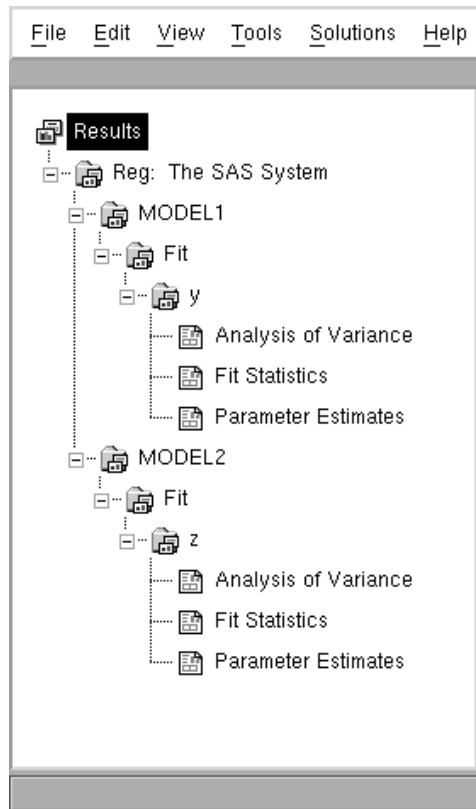 File Edit View Tools Solutions Help
Results
Reg: The SAS System
MODEL1
Fit
y
Analysis of Variance
Fit Statistics
Parameter Estimates
MODEL2
Fit
z
Analysis of Variance
Fit Statistics
Parameter Estimates